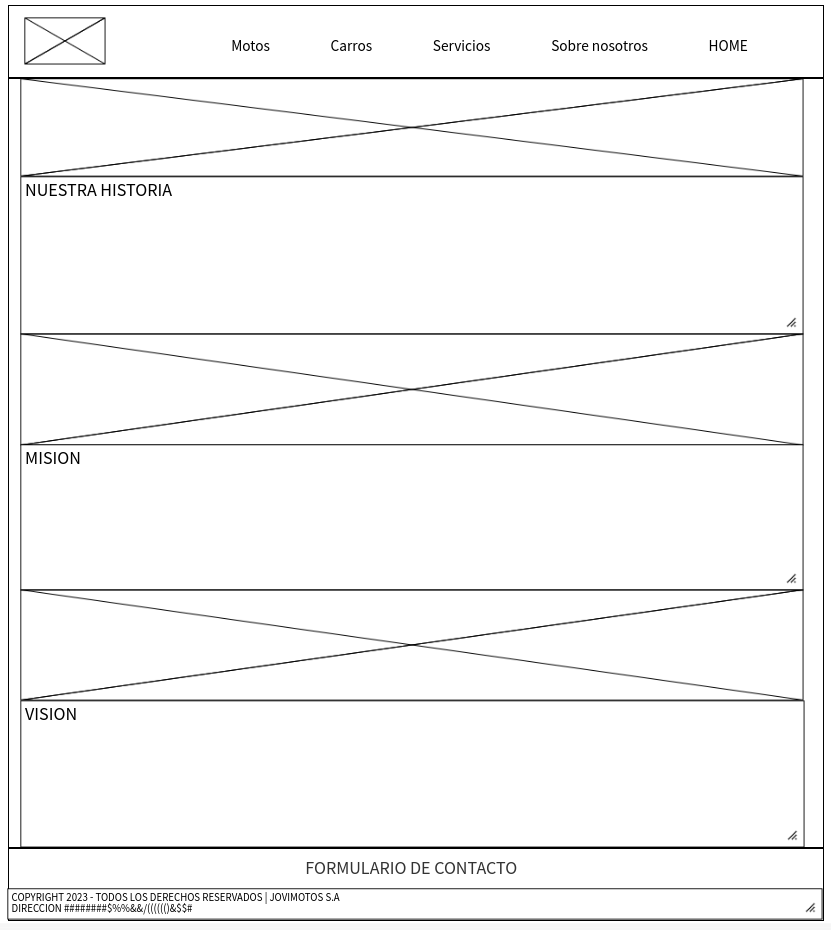 Motos Carros Servicios Sobre nosotros HOME
NUESTRA HISTORIA
MISION
VISION
FORMULARIO DE CONTACTO
COPYRIGHT 2023 - TODOS LOS DERECHOS RESERVADOS | JOVIMOTOS S.A
DIRECCION ########$%%&&/(((((()&$$#